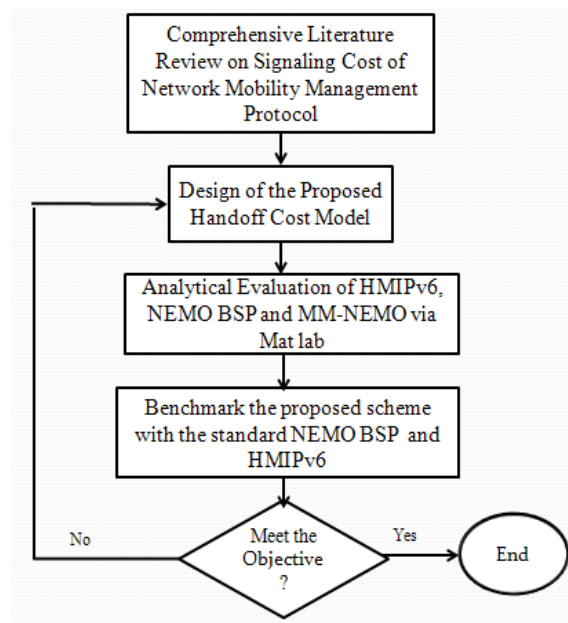 Comprehensive Literature
Review on Signaling Cost of
Network Mobility Management
Protocol
Design of the Proposed
Handoff Cost Model
Analytical Evaluation of HMIPv6,
NEMO BSP and MM-NEMO via
Mat lab
Benchmark the proposed scheme
with the standard NEMO BSP and
HMIPv6
No
Meet the
Objective
?
Yes
End